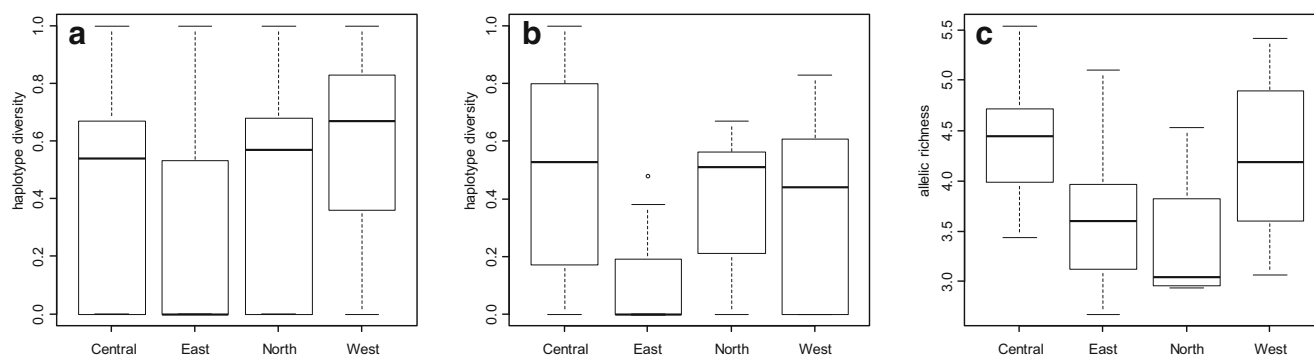 a
haplotype diversity
1.0
0.8
0.6
0.4
0.2
0.0
Central East North West
b
haplotype diversity
1.0
0.8
0.6
0.4
0.2
0.0
Central East North West
c
allelic richness
5.5
5.0
4.5
4.0
3.5
3.0
Central East North West